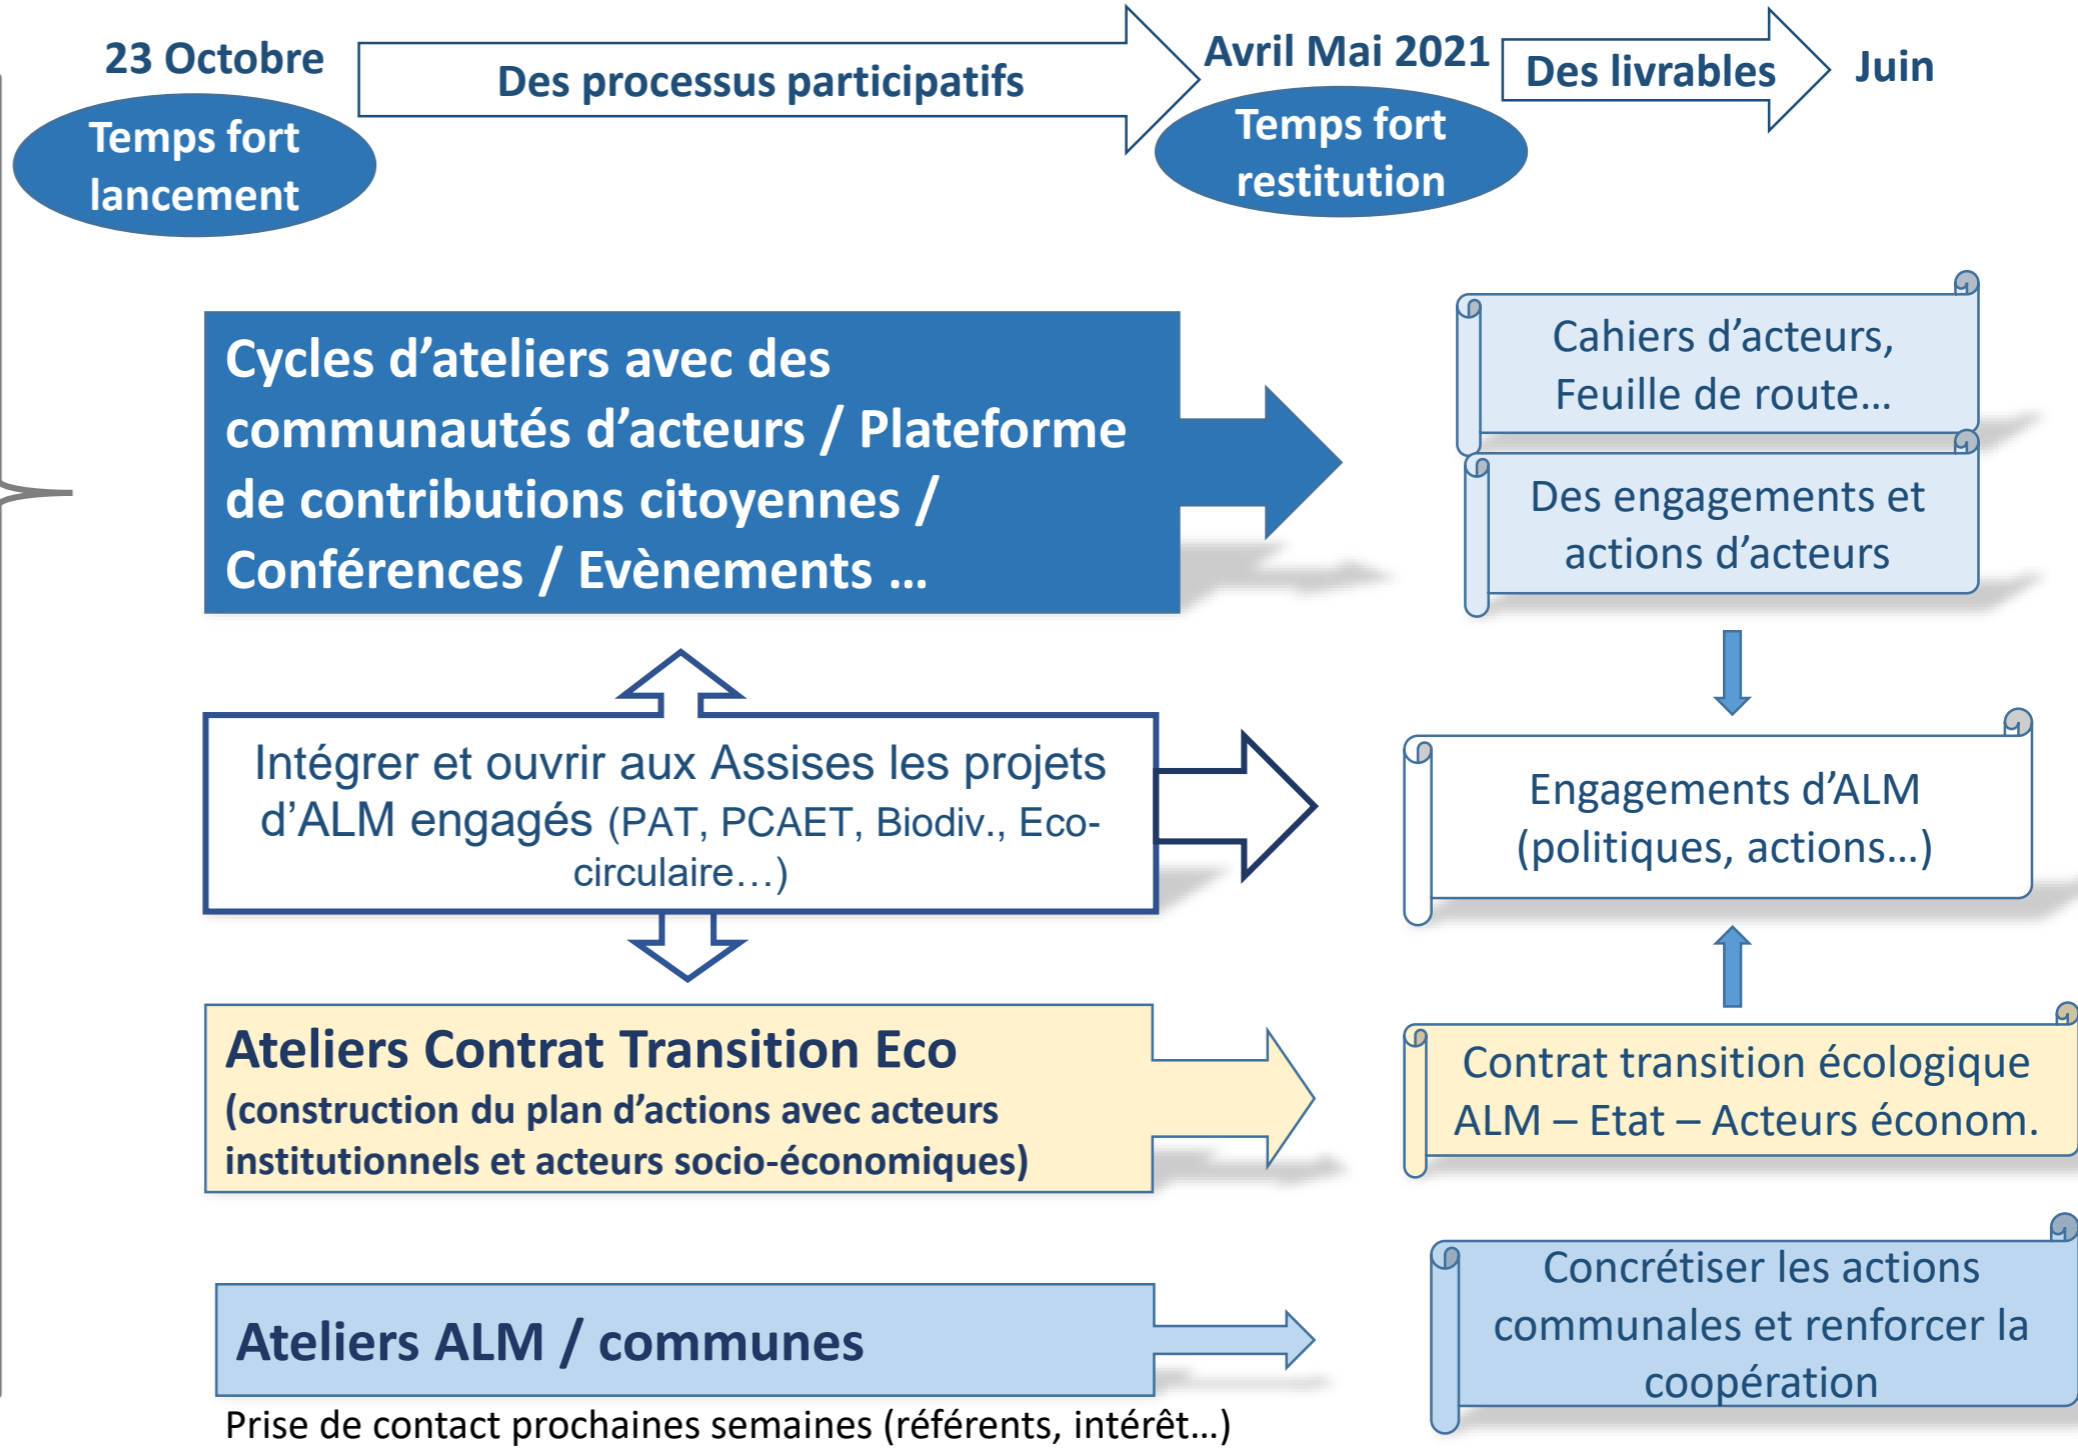 23 Octobre
Des processus participatifs
Avril Mai 2021
Des livrables
Juin
Temps fort
lancement
Temps fort
restitution
Cycles d’ateliers avec des
communautés d’acteurs / Plateforme
de contributions citoyennes /
Conférences / Evènements ...
Cahiers d’acteurs,
Feuille de route...
Des engagements et
actions d’acteurs
Intégrer et ouvrir aux Assises les projets
d’ALM engagés (PAT, PCAET, Biodiv., Eco-
circulaire…)
Engagements d’ALM
(politiques, actions…)
Ateliers Contrat Transition Eco
(construction du plan d’actions avec acteurs
institutionnels et acteurs socio-économiques)
Contrat transition écologique
ALM – Etat – Acteurs économ.
Ateliers ALM / communes
Prise de contact prochaines semaines (référents, intérêt…)
Concrétiser les actions
communales et renforcer la
coopération